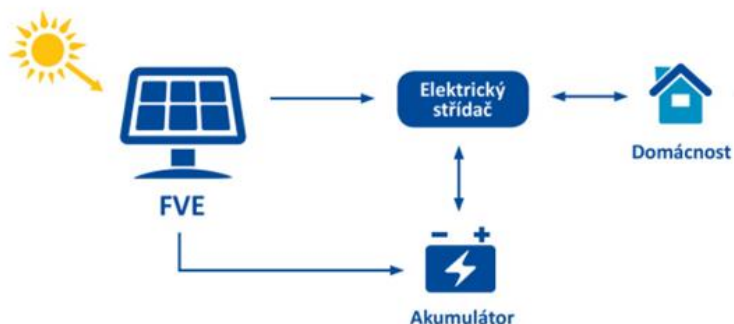 Elektrický
střídač
Domácnost
FVE
- +
Akumulátor